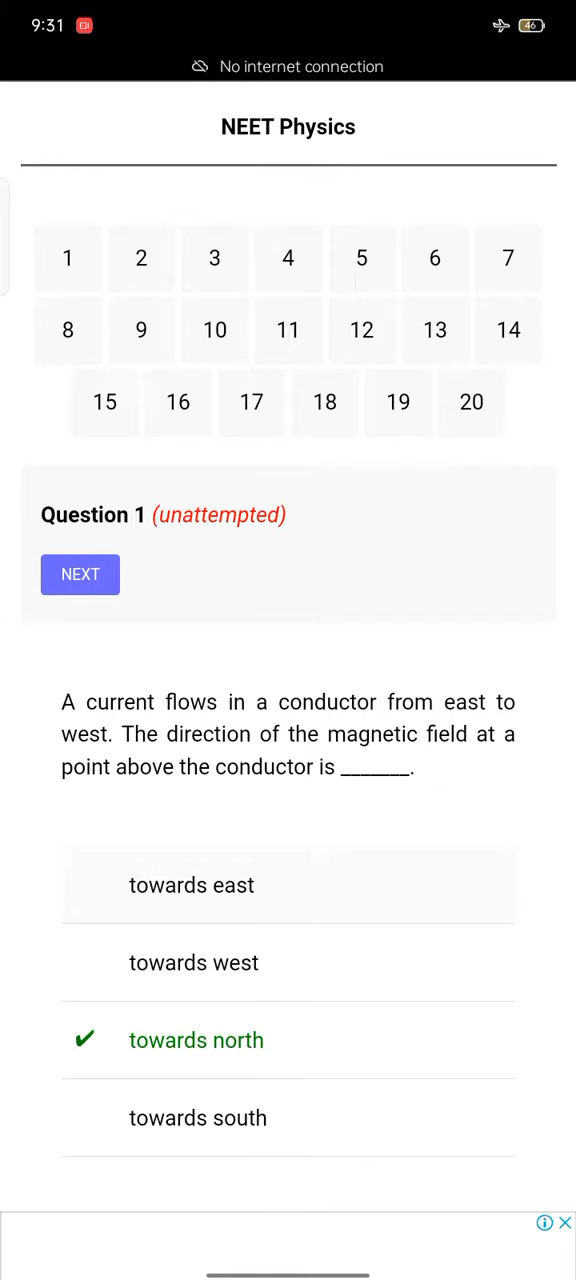 9:31
46
No internet connection
NEET Physics
1 2 3 4 5 6 7
8 9 10 11 12 13 14
15 16 17 18 19 20
Question 1 (unattempted)
NEXT
A current flows in a conductor from east to
west. The direction of the magnetic field at a
point above the conductor is _______.
towards east
towards west
✔ towards north
towards south